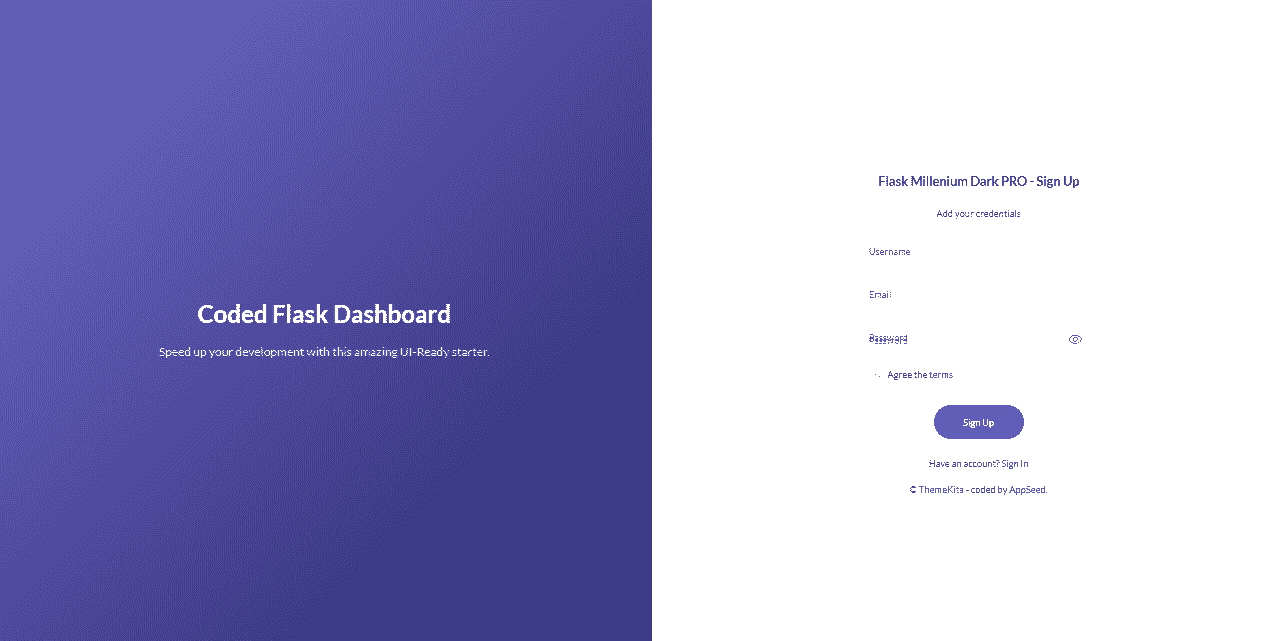 Coded Flask Dashboard
Speed up your development with this amazing UI-Ready starter.
Flask Millenium Dark PRO - Sign Up
Add your credentials
Username
Email
Password
Password
Agree the terms
Sign Up
Have an account? Sign In
© ThemeKita - coded by AppSeed.